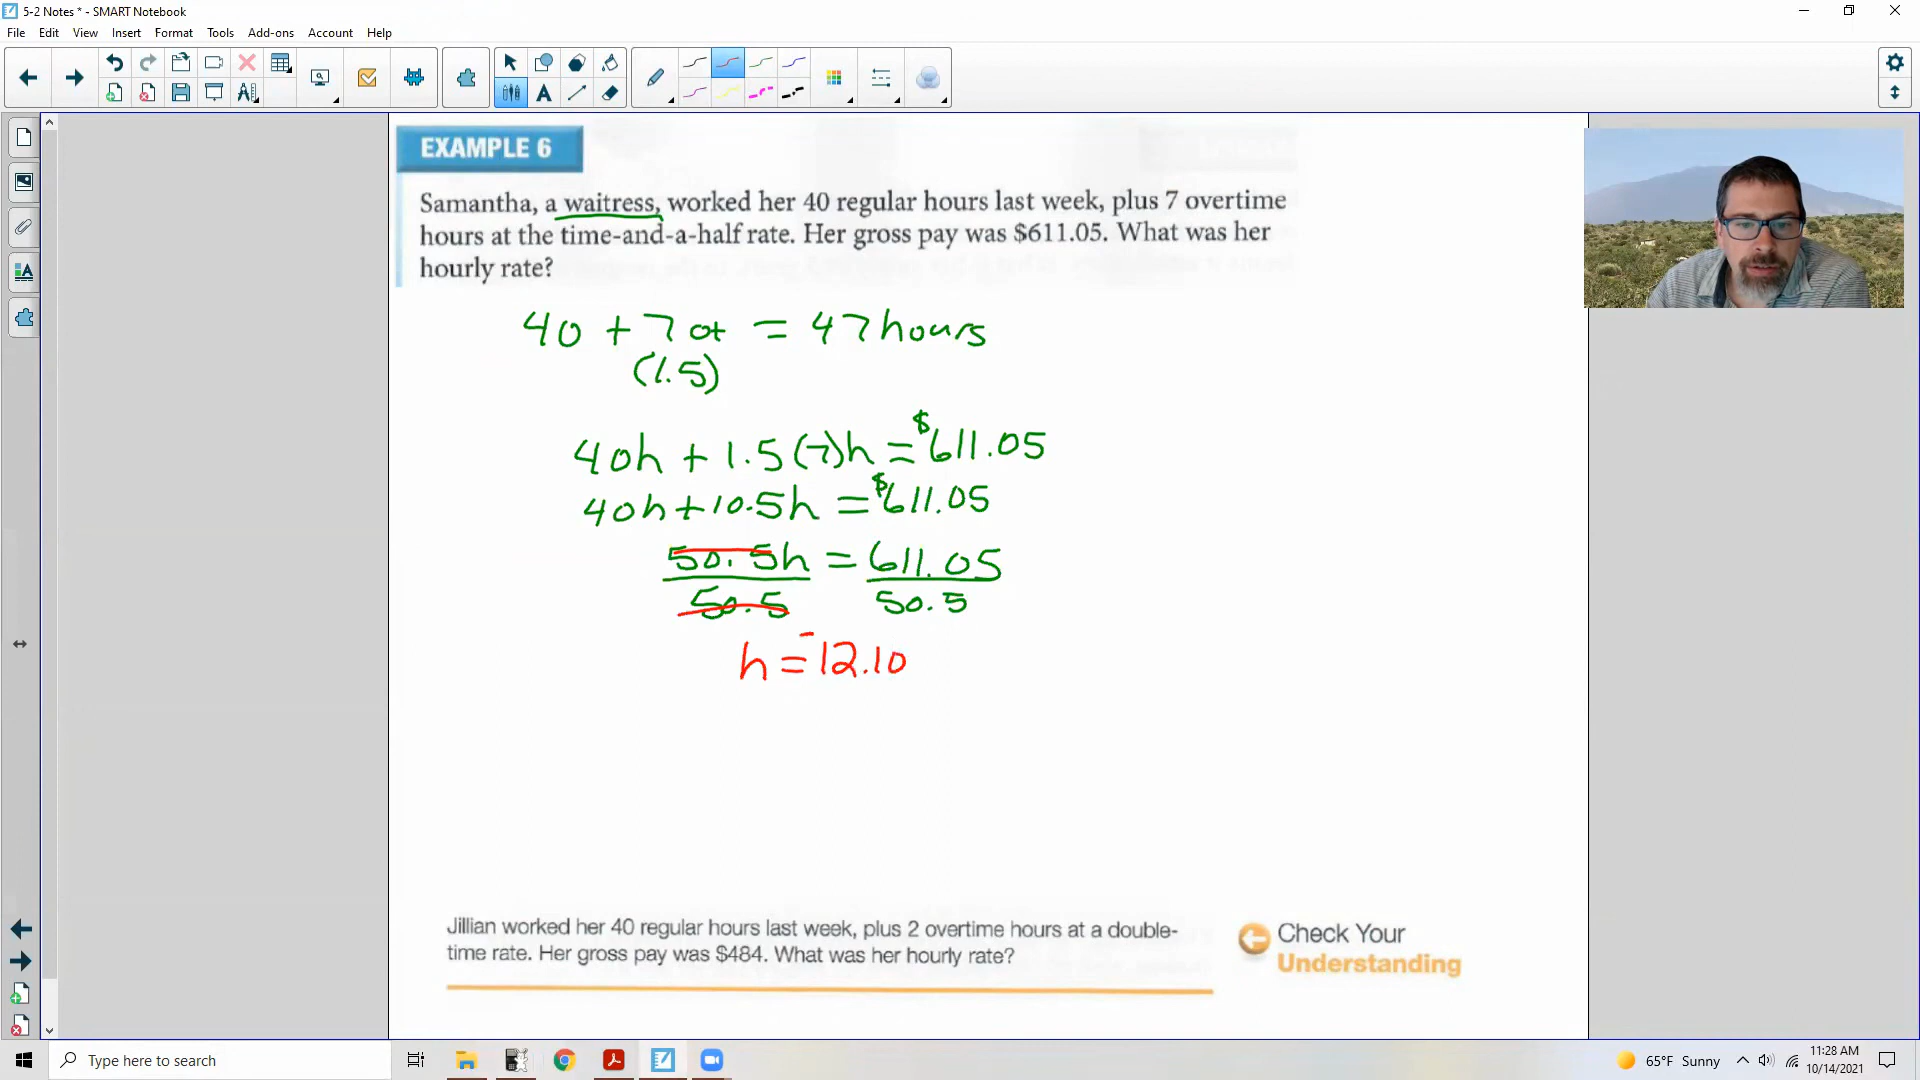 5-2 Notes * - SMART Notebook
File Edit View Insert Format Tools Add-ons Account Help
EXAMPLE 6
Samantha, a waitress, worked her 40 regular hours last week, plus 7 overtime
hours at the time-and-a-half rate. Her gross pay was $611.05. What was her
hourly rate?
40 + 7 ot = 47 hours
(1.5)
40h + 1.5(7)h = $611.05
40h + 10.5h = $611.05
50.5h = 611.05
50.5 50.5
h = 12.10
Jillian worked her 40 regular hours last week, plus 2 overtime hours at a double-
time rate. Her gross pay was $484. What was her hourly rate?
Check Your
Understanding
Type here to search
65°F Sunny
11:28 AM
10/14/2021